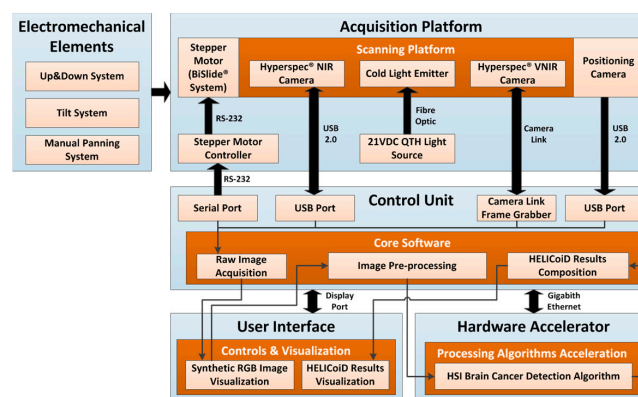 Electromechanical
Elements
Up&Down System
Tilt System
Manual Panning
System
Acquisition Platform
Stepper
Motor
(BiSlide®
System)
Scanning Platform
Hyperspec® NIR
Camera
Cold Light Emitter
Hyperspec® VNIR
Camera
Positioning
Camera
RS-232
USB
2.0
Fibre
Optic
Camera
Link
USB
2.0
Stepper Motor
Controller
21VDC QTH Light
Source
RS-232
Control Unit
Serial Port
USB Port
Camera Link
Frame Grabber
USB Port
Core Software
Raw Image
Acquisition
Image Pre-processing
HELICoiD Results
Composition
Display
Port
Gigabith
Ethernet
User Interface
Controls & Visualization
Synthetic RGB Image
Visualization
HELICoiD Results
Visualization
Hardware Accelerator
Processing Algorithms Acceleration
HSI Brain Cancer Detection Algorithm